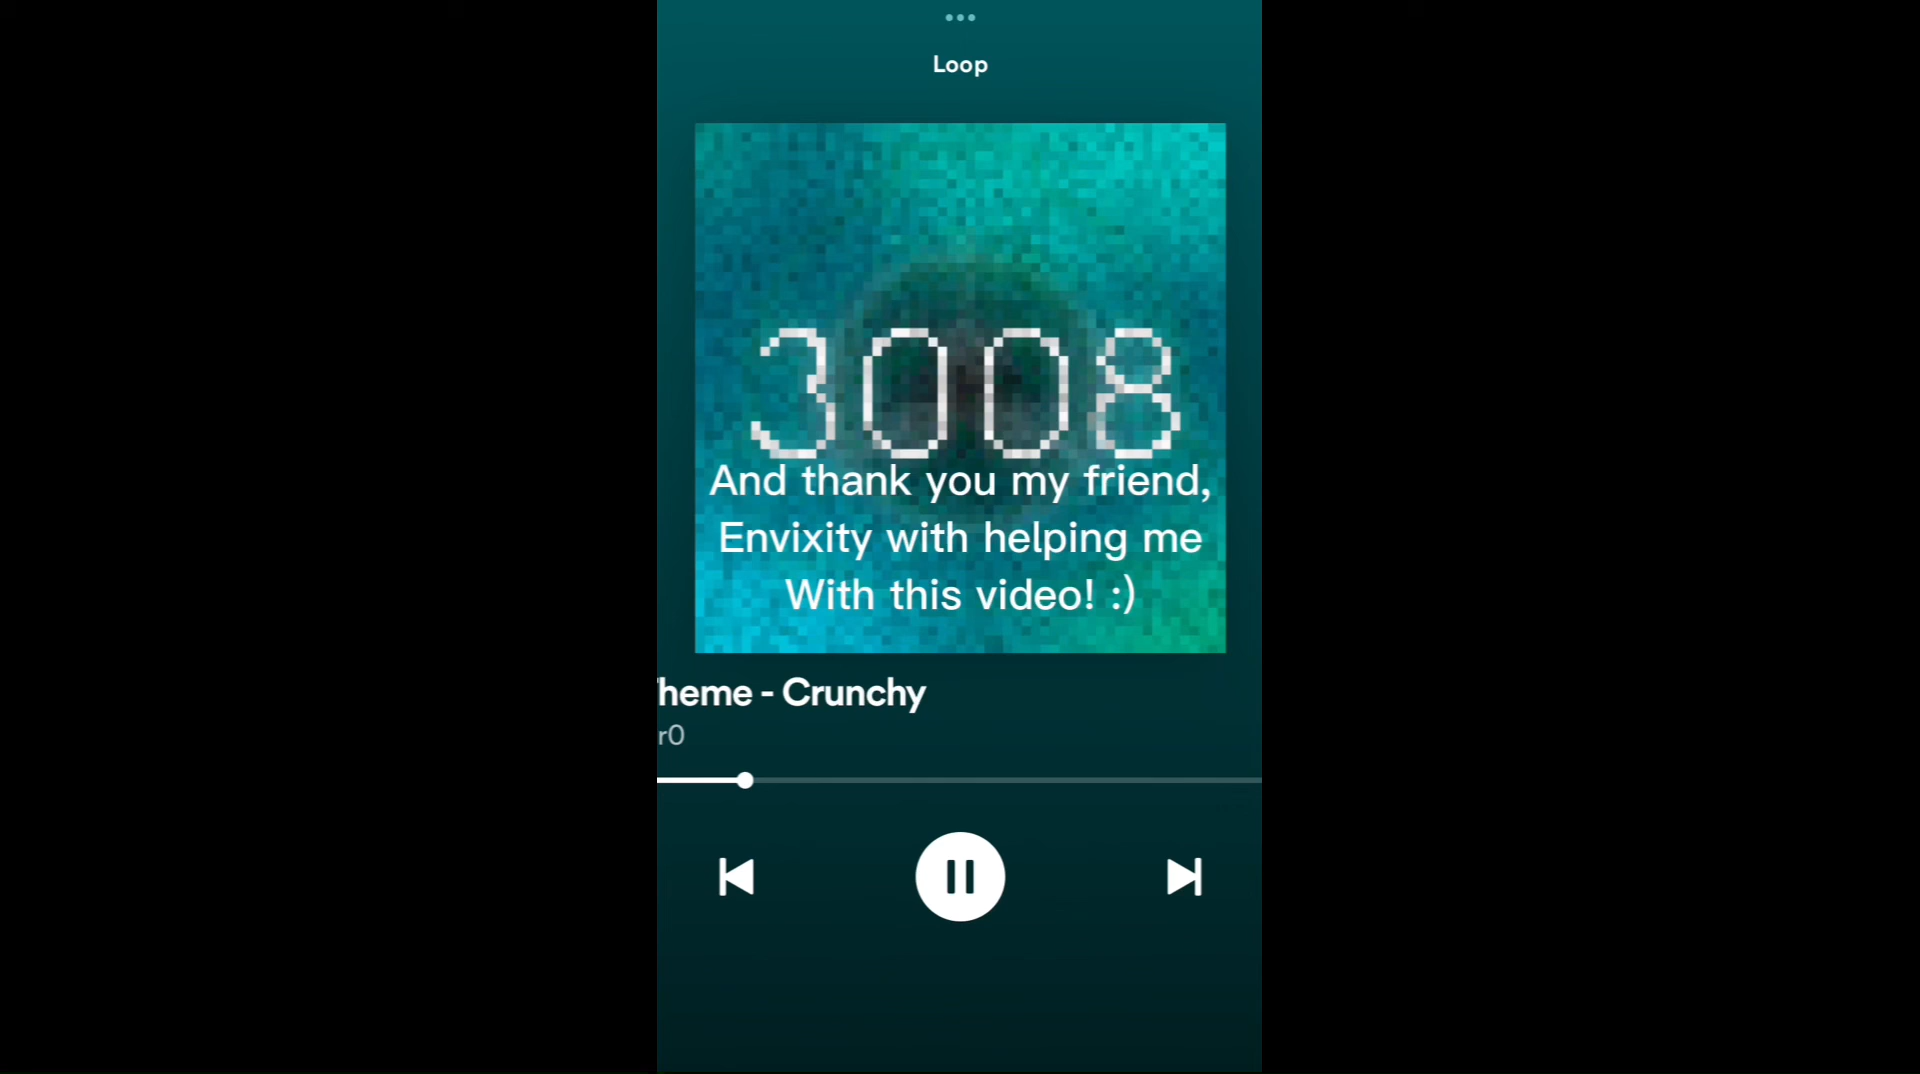 Loop
3008
And thank you my friend,
Envixity with helping me
With this video! :)
heme - Crunchy
r0